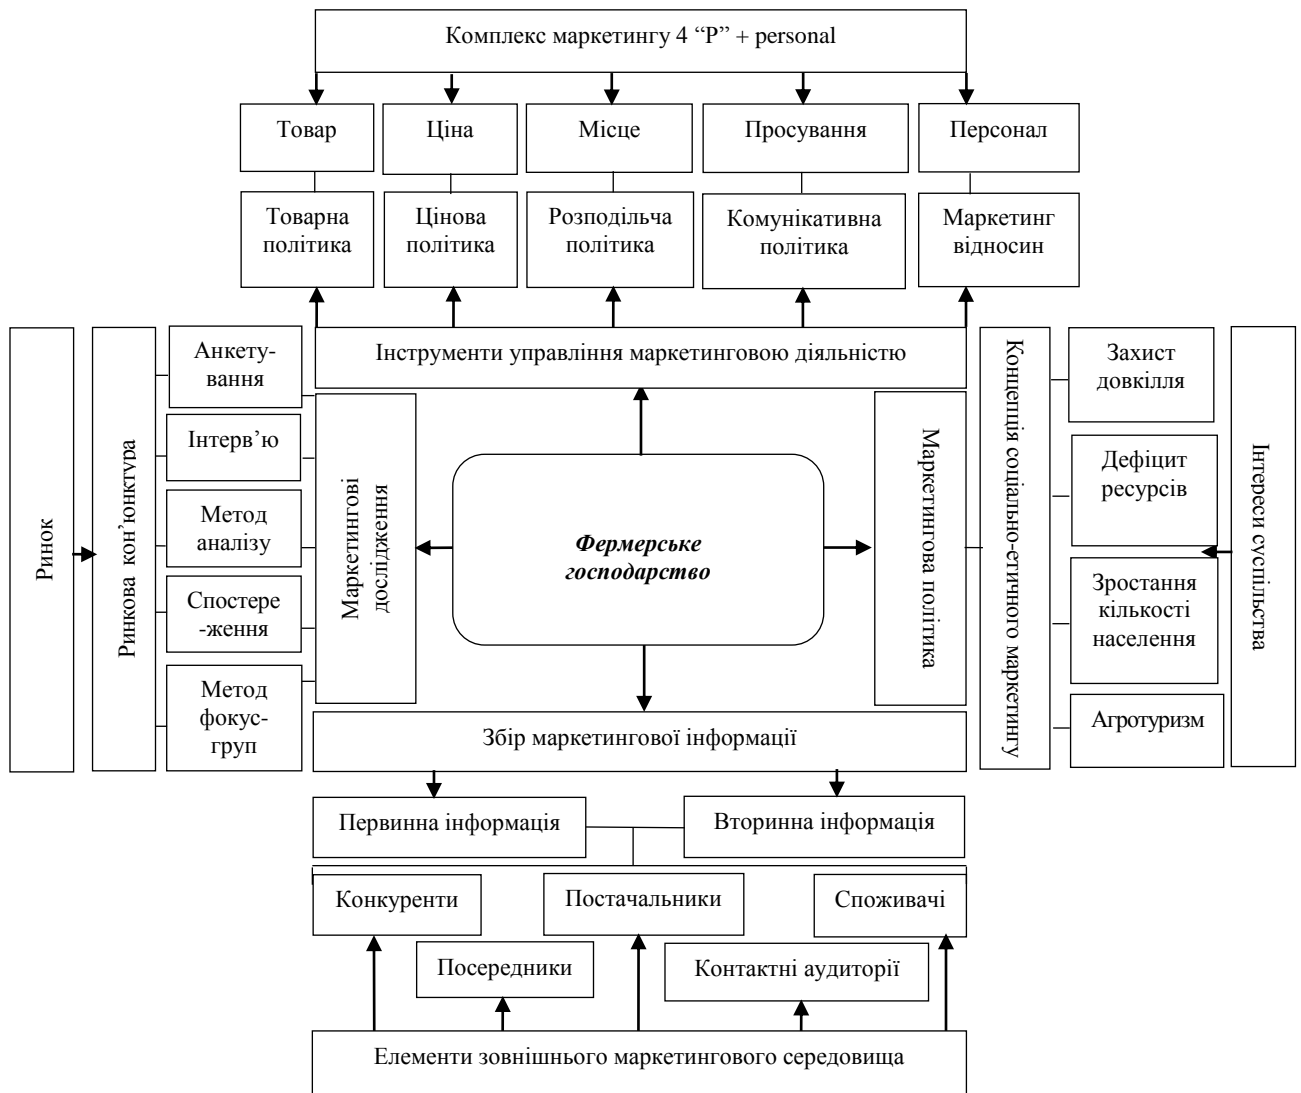 Комплекс маркетингу 4 “Р” + personal
Товар
Ціна
Місце
Просування
Персонал
Товарна
політика
Цінова
політика
Розподільча
політика
Комунікативна
політика
Маркетинг
відносин
Інструменти управління маркетинговою діяльністю
Ринок
Ринкова кон’юнктура
Анкету-
вання
Інтерв’ю
Метод
аналізу
Спостере
-ження
Метод
фокус-
груп
Маркетингові
дослідження
Фермерське
господарство
Маркетингова політика
Концепція соціально-етичного маркетингу
Захист
довкілля
Дефіцит
ресурсів
Зростання
кількості
населення
Агротуризм
Інтереси суспільства
Збір маркетингової інформації
Первинна інформація
Вторинна інформація
Конкуренти
Постачальники
Споживачі
Посередники
Контактні аудиторії
Елементи зовнішнього маркетингового середовища